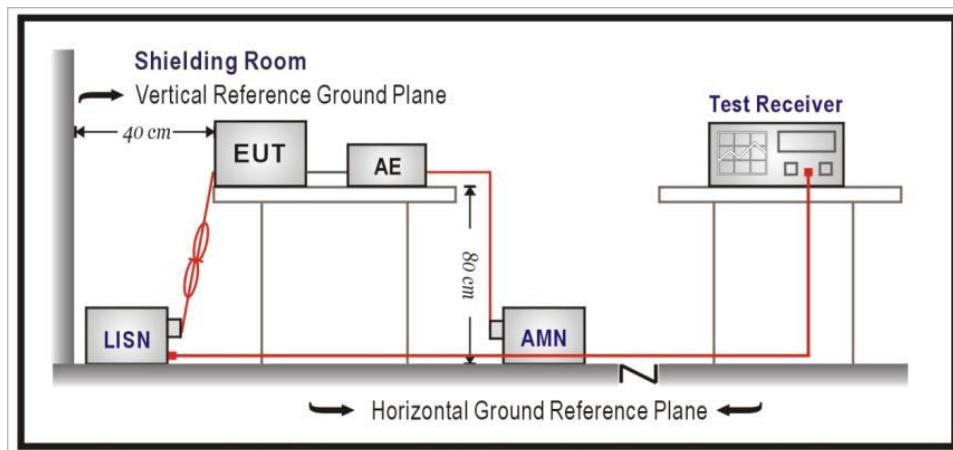 Shielding Room
Vertical Reference Ground Plane
40 cm
EUT
AE
Test Receiver
80 cm
LISN
AMN
Horizontal Ground Reference Plane